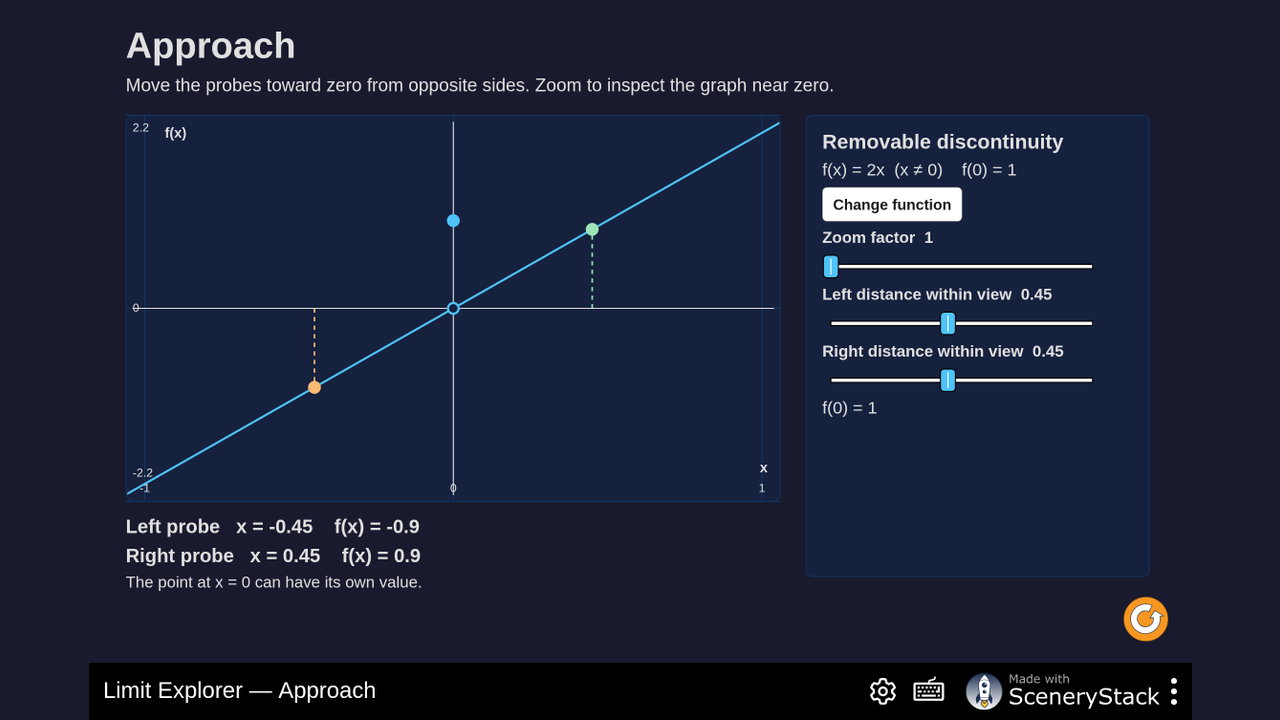 Approach
Move the probes toward zero from opposite sides. Zoom to inspect the graph near zero.
2.2
f(x)
0
-2.2
-1
0
x
1
Left probe x = -0.45 f(x) = -0.9
Right probe x = 0.45 f(x) = 0.9
The point at x = 0 can have its own value.
Removable discontinuity
f(x) = 2x (x ≠ 0) f(0) = 1
Change function
Zoom factor 1
Left distance within view 0.45
Right distance within view 0.45
f(0) = 1
Limit Explorer — Approach
Made with
SceneryStack